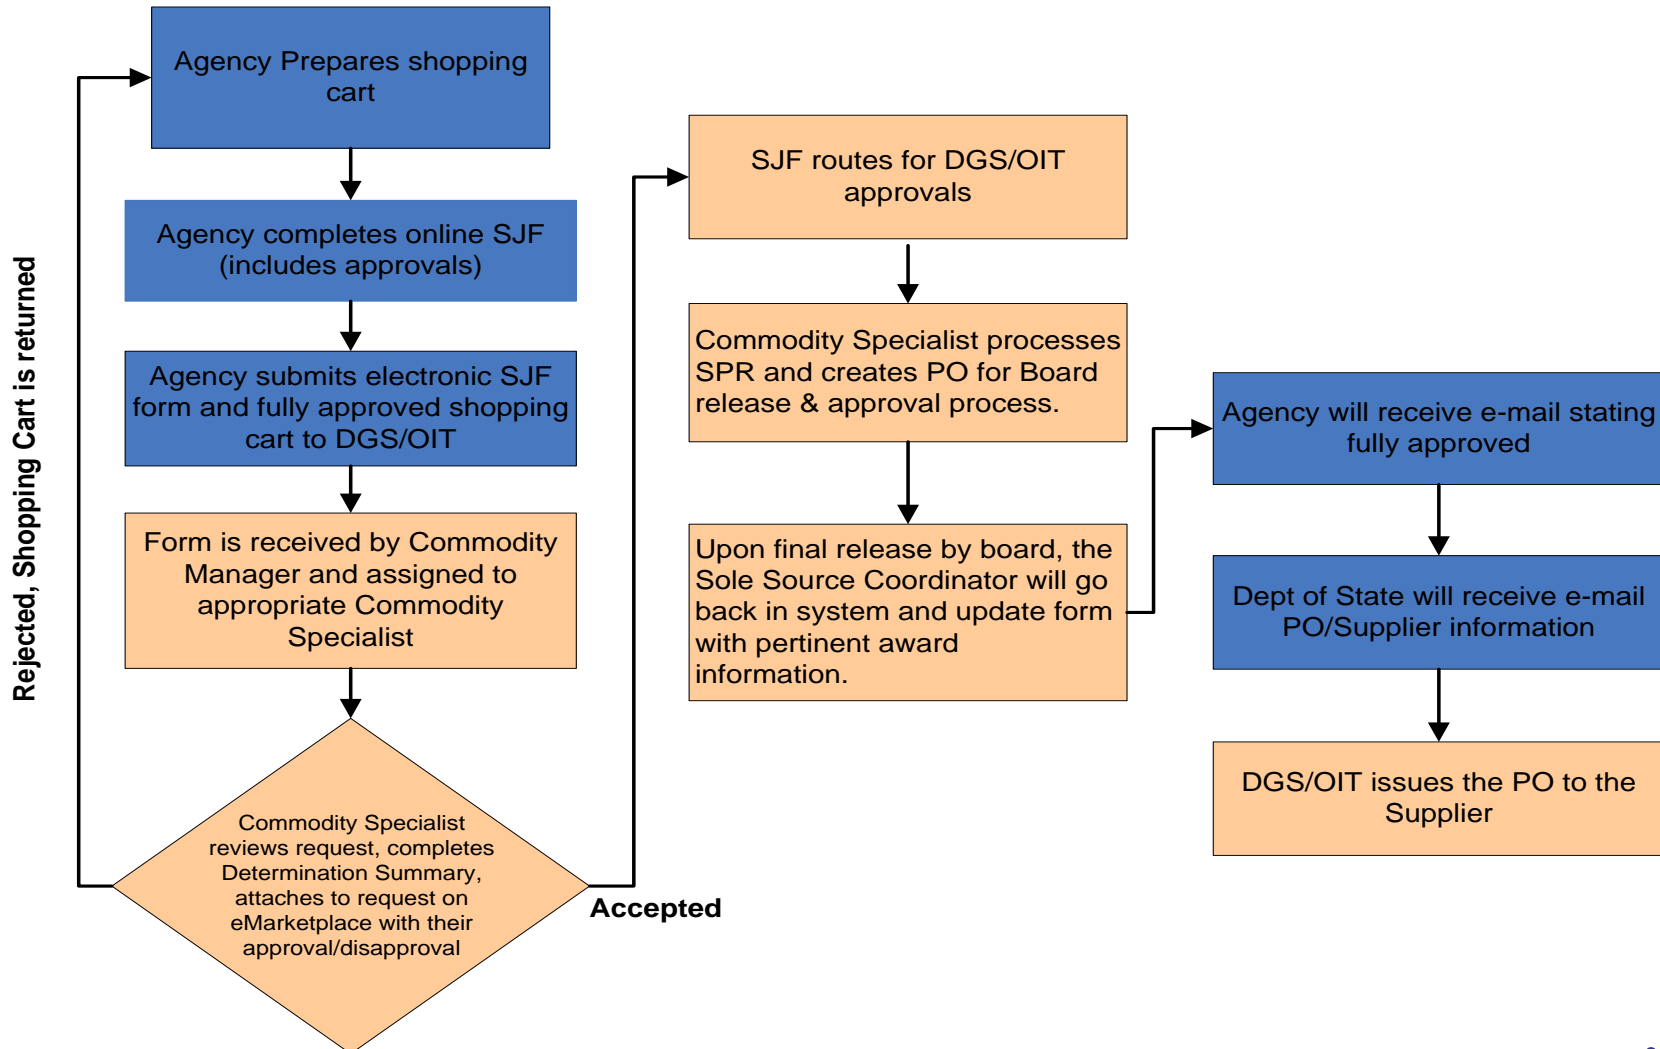 Agency Prepares shopping
cart
Agency completes online SJF
(includes approvals)
Agency submits electronic SJF
form and fully approved shopping
cart to DGS/OIT
Form is received by Commodity
Manager and assigned to
appropriate Commodity
Specialist
Commodity Specialist
reviews request, completes
Determination Summary,
attaches to request on
eMarketplace with their
approval/disapproval
Rejected, Shopping Cart is returned
Accepted
SJF routes for DGS/OIT
approvals
Commodity Specialist processes
SPR and creates PO for Board
release & approval process.
Upon final release by board, the
Sole Source Coordinator will go
back in system and update form
with pertinent award
information.
Agency will receive e-mail stating
fully approved
Dept of State will receive e-mail
PO/Supplier information
DGS/OIT issues the PO to the
Supplier